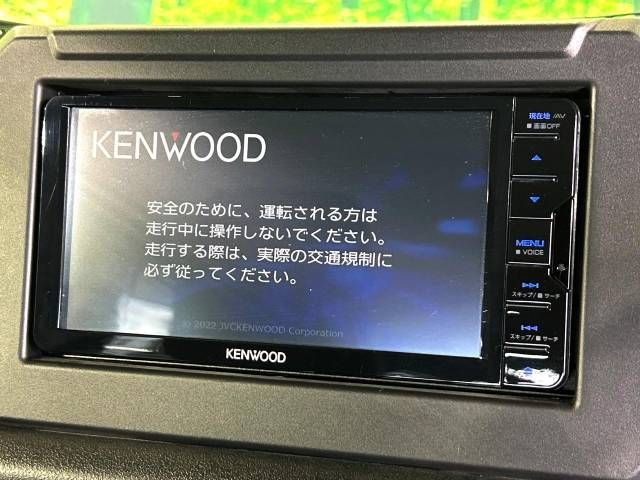 KENWOOD
安全のために、運転される方は
走行中に操作しないでください。
走行する際は、実際の交通規制に
必ず従ってください。
© 2022 JVCKENWOOD Corporation
KENWOOD
現在地 /AV
■ 画面OFF
MENU
■ VOICE
スキップ/■ サーチ
スキップ/■ サーチ